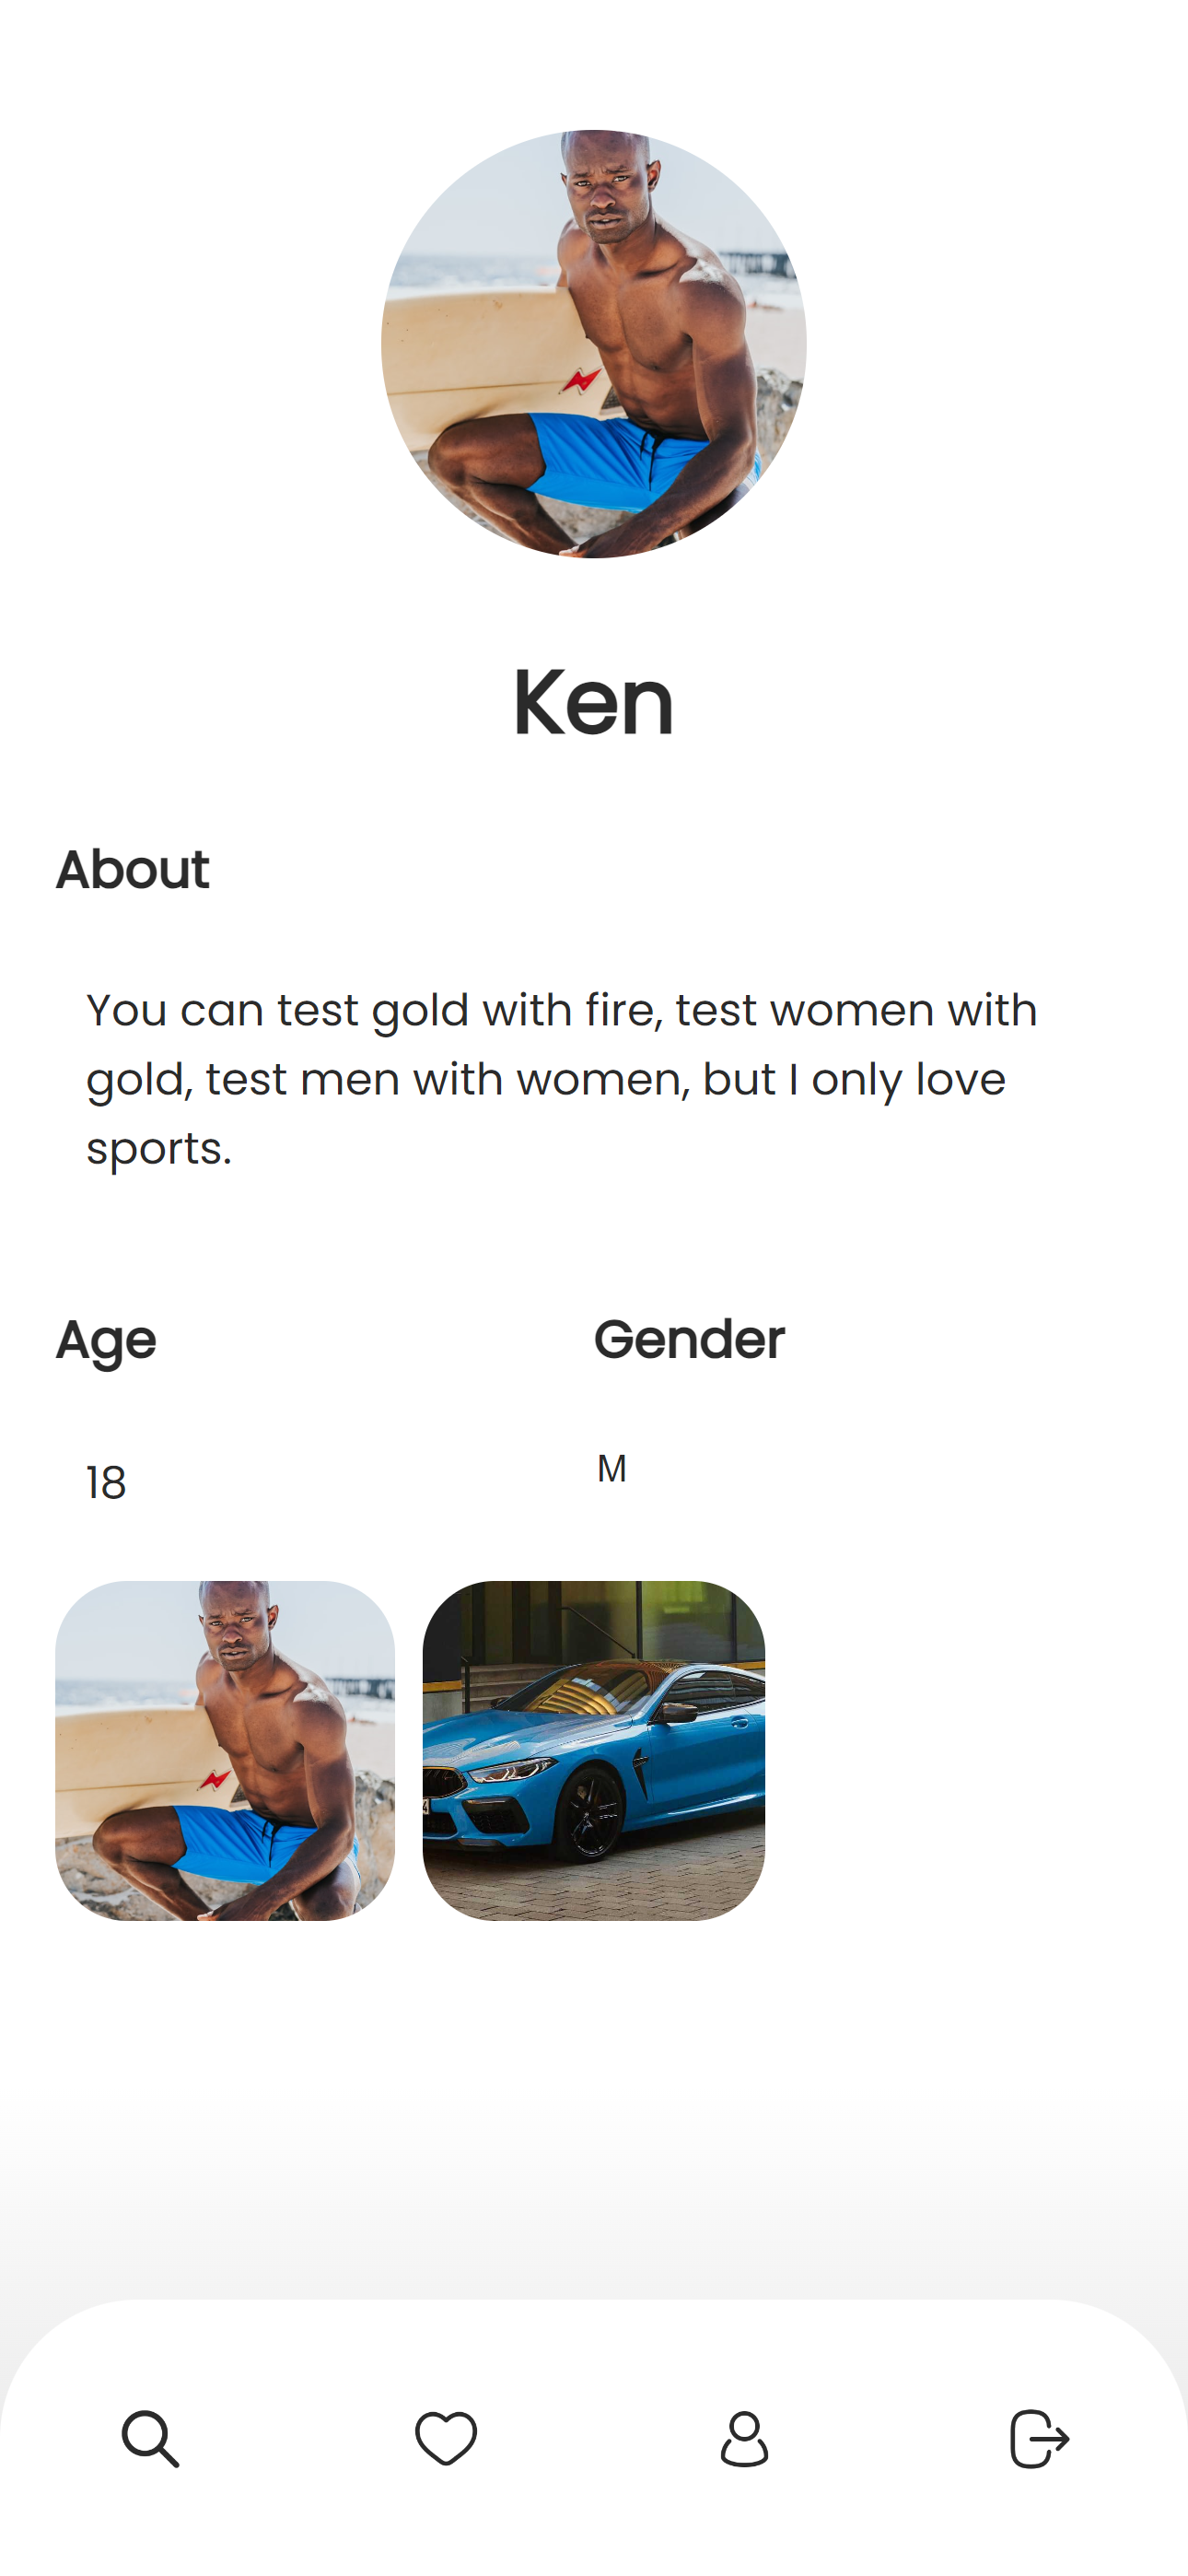 Ken
About
You can test gold with fire, test women with
gold, test men with women, but I only love
sports.
Age
Gender
18
M